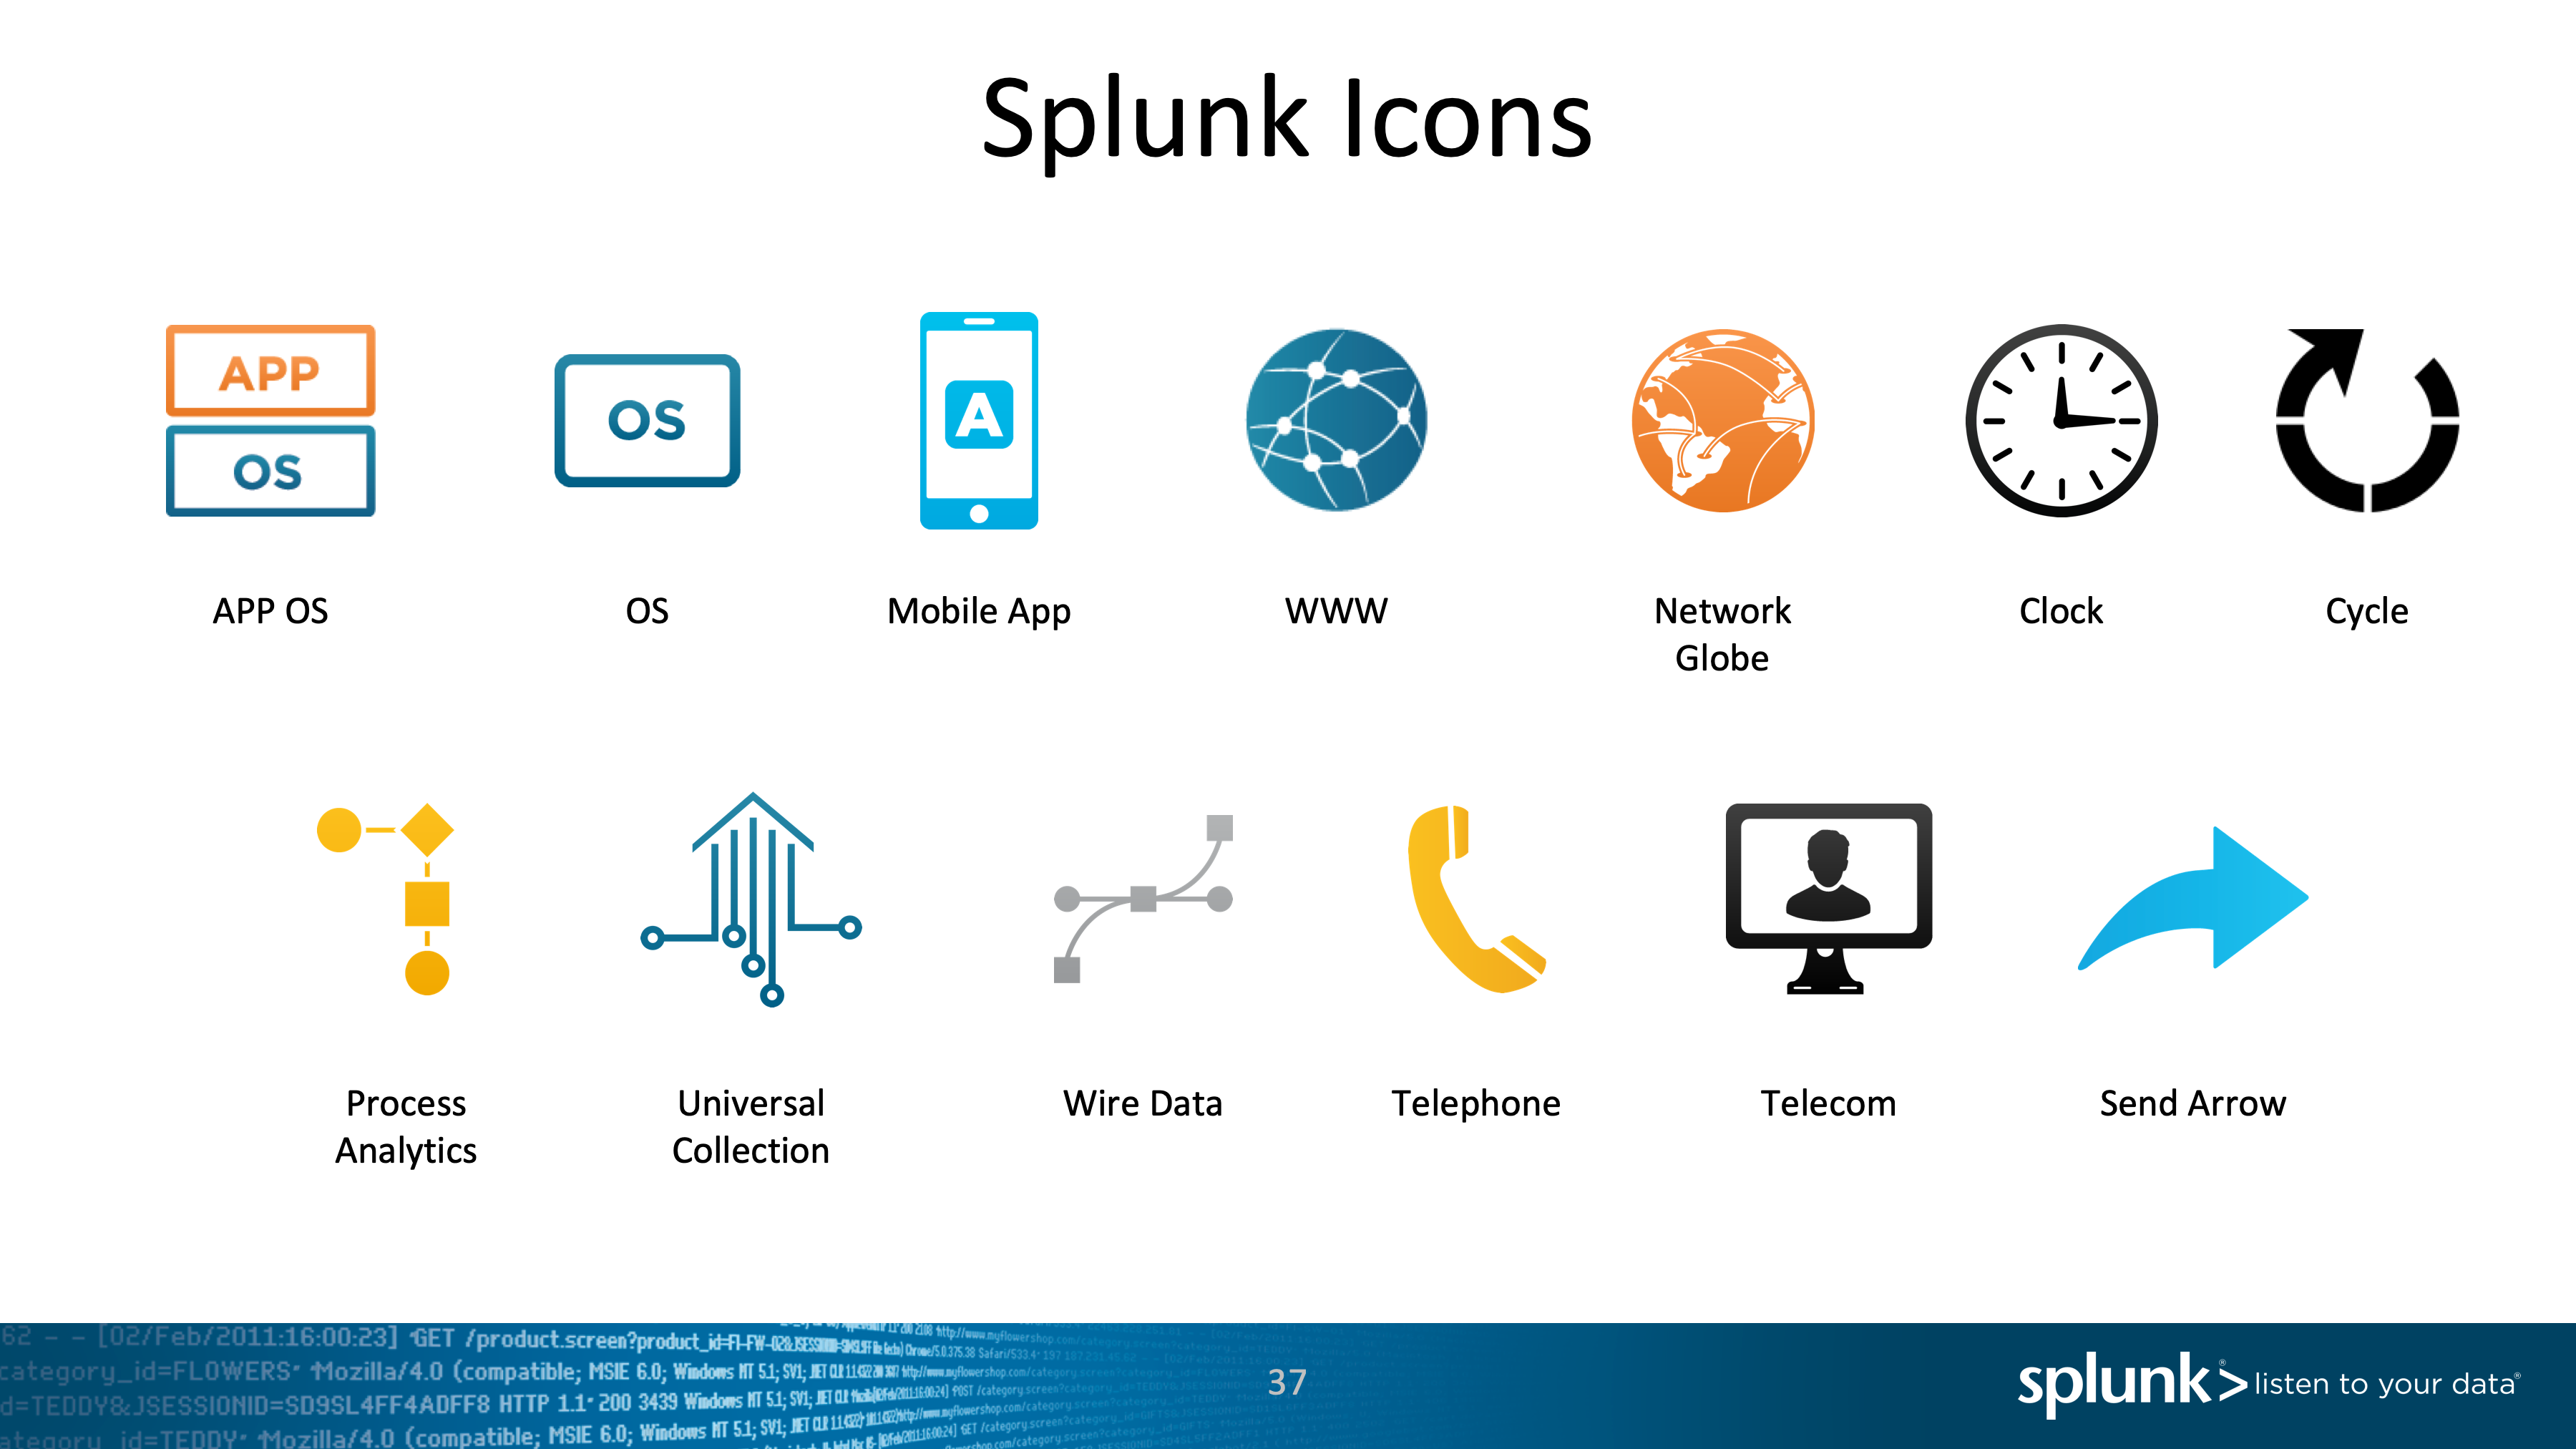 Splunk Icons
APP
OS
OS
A
APP OS
OS
Mobile App
WWW
Network
Globe
Clock
Cycle
Process
Analytics
Universal
Collection
Wire Data
Telephone
Telecom
Send Arrow
62 - - [02/Feb/2011:16:00:23] "GET /product.screen?product_id=FI-FW-02&JSESSIONID=
category_id=FLOWERS" "Mozilla/4.0 (compatible; MSIE 6.0; Windows NT 5.1; SV1; .NET CLR 1.1.4322)
d=TEDDY&JSESSIONID=SD9SL4FF4ADFF8 HTTP 1.1" 200 3439 Windows NT 5.1; SV1; .NET CLR
ategory_id=TEDDY" "Mozilla/4.0 (compatible; MSIE 6.0; Windows NT 5.1; SV1; .NET CLR 1.1.4322)
37
splunk> listen to your data